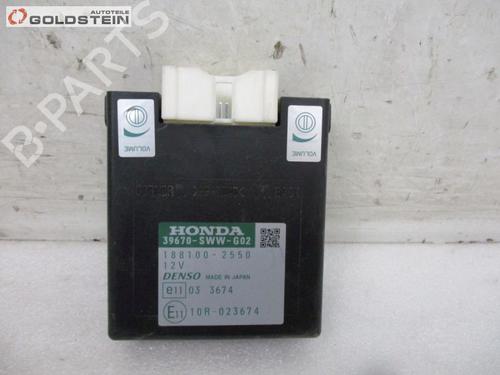 AUTOTEILE
GOLDSTEIN
B-PARTS
VOLUME
VOLUME
HONDA
39670-SWW-G02
188100-2550
12V
DENSO MADE IN JAPAN
e11 03 3674
E11 10R-023674